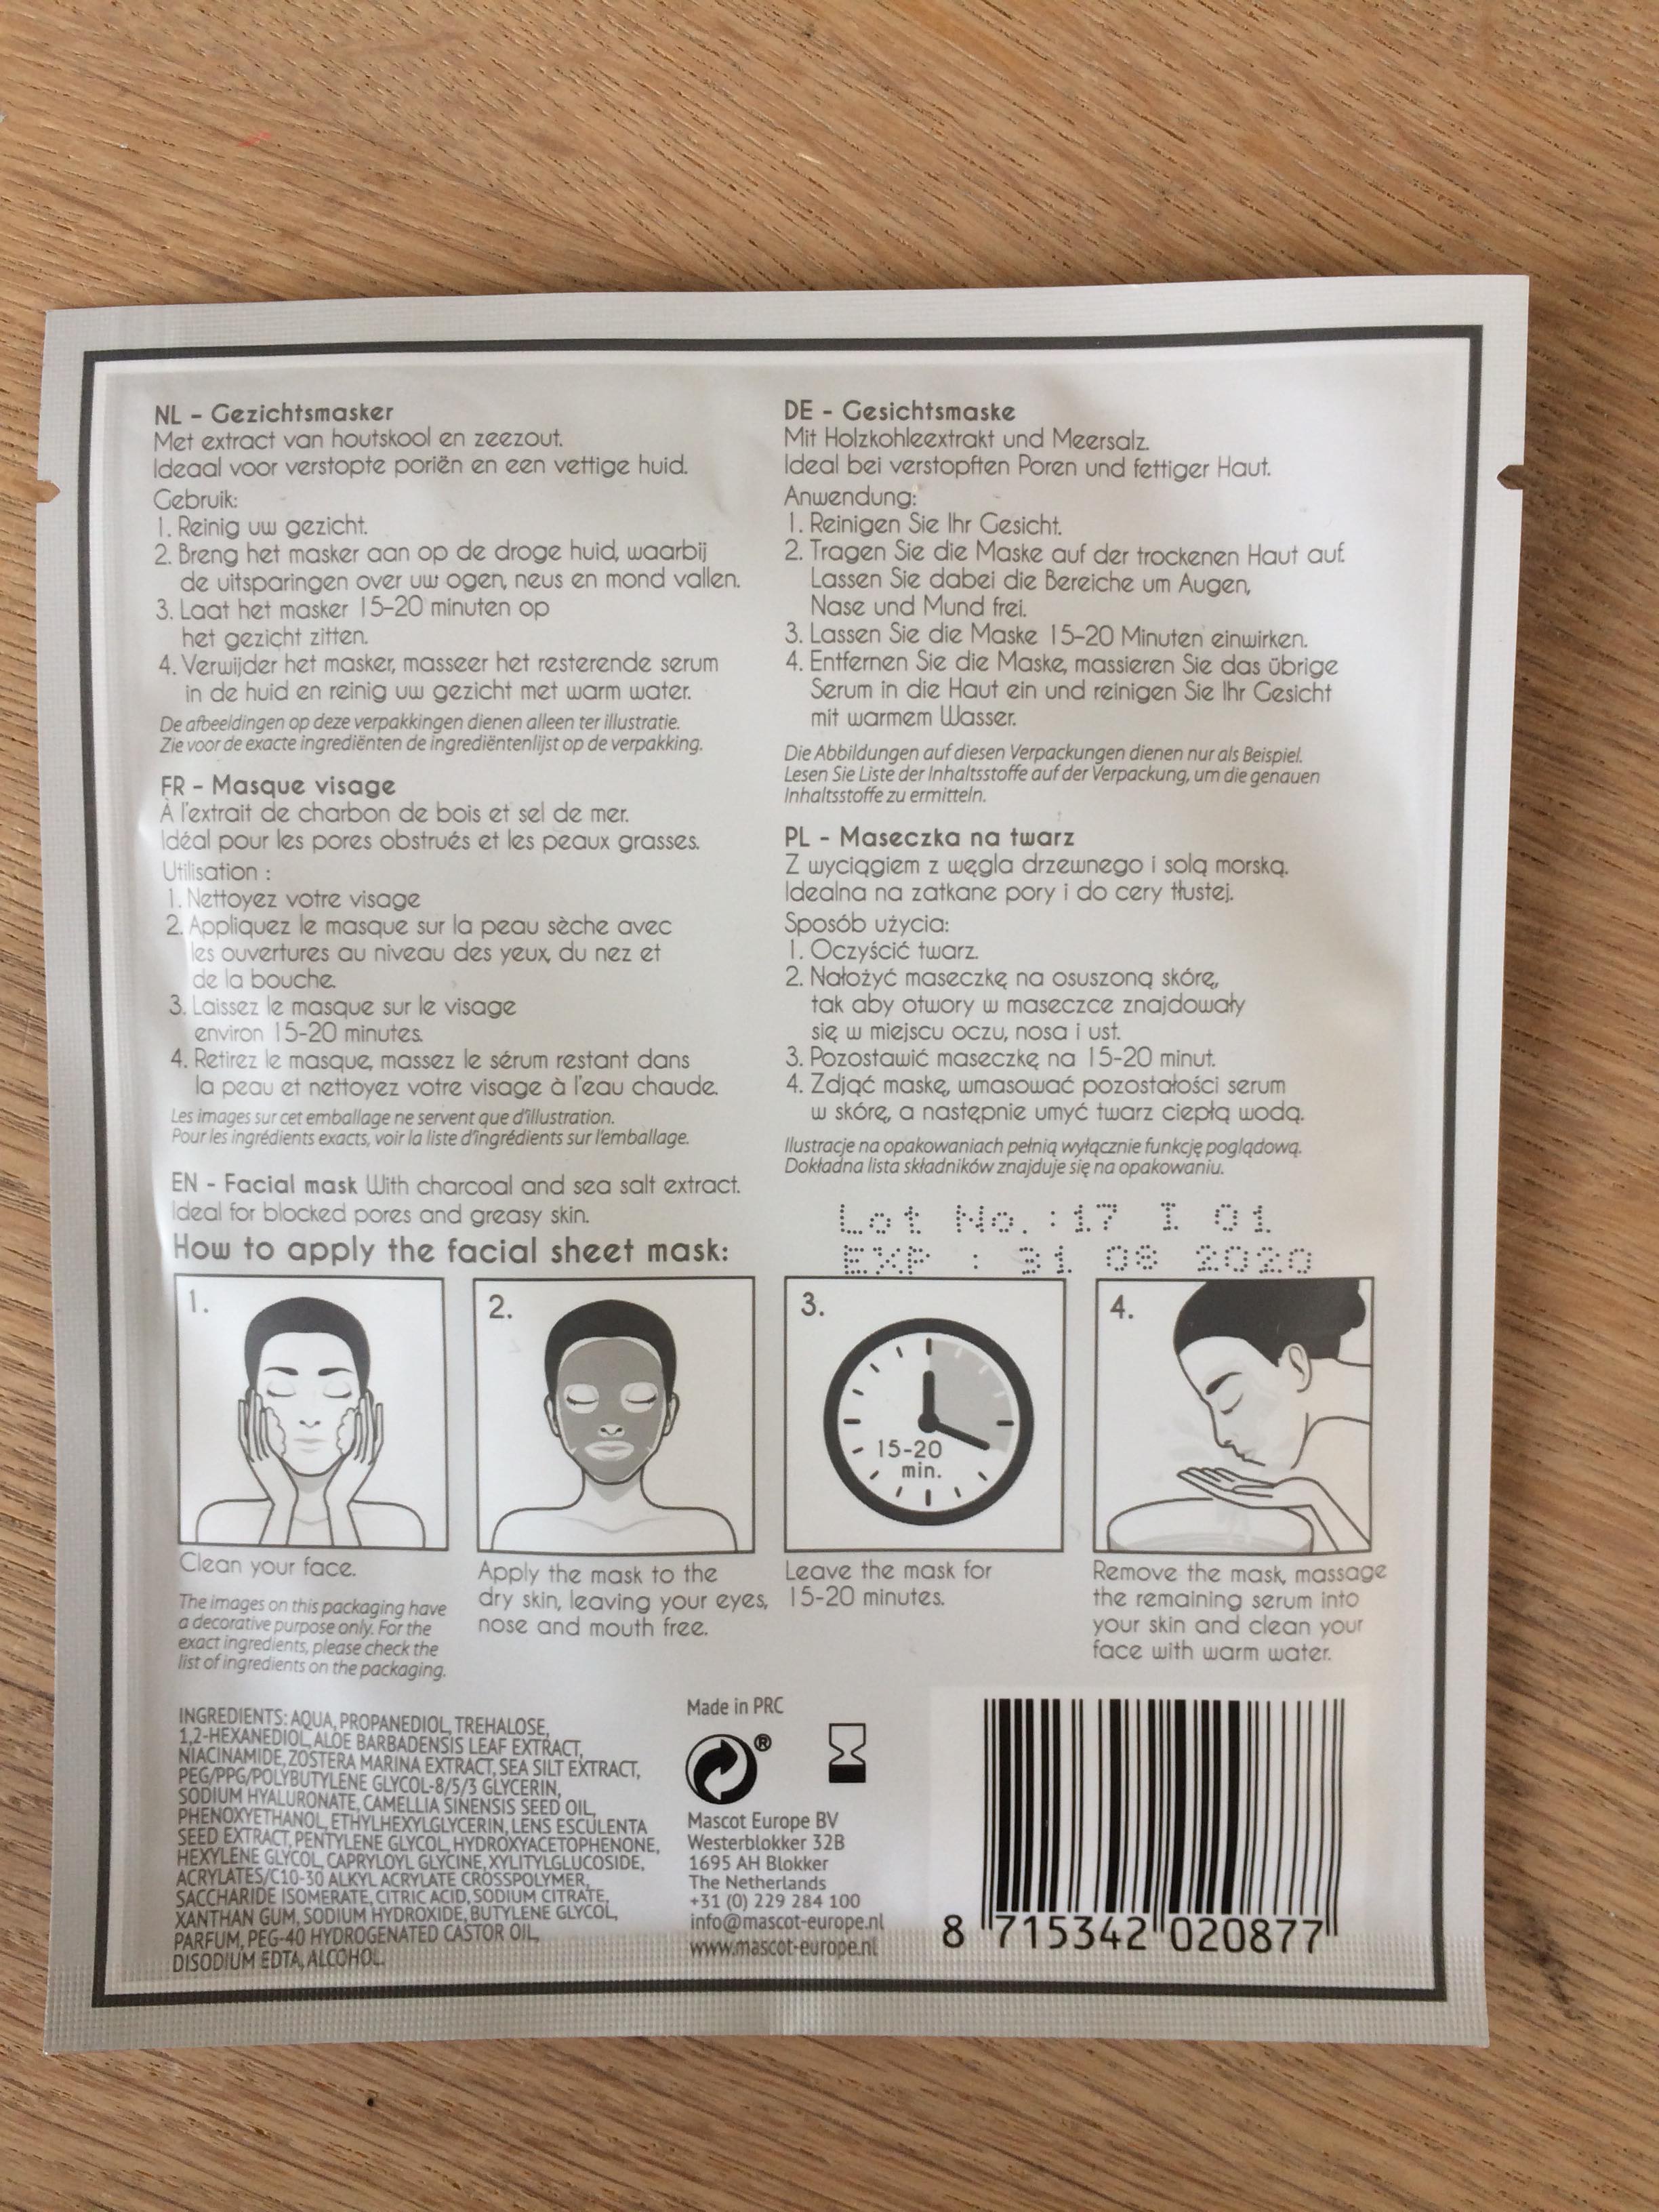 NL - Gezichtsmasker
Met extract van houtskool en zeezout.
Ideaal voor verstopte poriën en een vettige huid.
Gebruik:
1. Reinig uw gezicht.
2. Breng het masker aan op de droge huid, waarbij
de uitsparingen over uw ogen, neus en mond vallen.
3. Laat het masker 15-20 minuten op
het gezicht zitten.
4. Verwijder het masker, masseer het resterende serum
in de huid en reinig uw gezicht met warm water.
De afbeeldingen op deze verpakkingen dienen alleen ter illustratie.
Zie voor de exacte ingrediënten de ingrediëntenlijst op de verpakking.
FR - Masque visage
À l'extrait de charbon de bois et sel de mer.
Idéal pour les pores obstrués et les peaux grasses.
Utilisation :
1. Nettoyez votre visage
2. Appliquez le masque sur la peau sèche avec
les ouvertures au niveau des yeux, du nez et
de la bouche.
3. Laissez le masque sur le visage
environ 15-20 minutes.
4. Retirez le masque, massez le sérum restant dans
la peau et nettoyez votre visage à l'eau chaude.
Les images sur cet emballage ne servent que d'illustration.
Pour les ingrédients exacts, voir la liste d'ingrédients sur l'emballage.
EN - Facial mask With charcoal and sea salt extract.
Ideal for blocked pores and greasy skin.
How to apply the facial sheet mask:
DE - Gesichtsmaske
Mit Holzkohleextrakt und Meersalz.
Ideal bei verstopften Poren und fettiger Haut.
Anwendung:
1. Reinigen Sie Ihr Gesicht.
2. Tragen Sie die Maske auf der trockenen Haut auf.
Lassen Sie dabei die Bereiche um Augen,
Nase und Mund frei.
3. Lassen Sie die Maske 15-20 Minuten einwirken.
4. Entfernen Sie die Maske, massieren Sie das übrige
Serum in die Haut ein und reinigen Sie Ihr Gesicht
mit warmem Wasser.
Die Abbildungen auf diesen Verpackungen dienen nur als Beispiel.
Lesen Sie Liste der Inhaltsstoffe auf der Verpackung, um die genauen
Inhaltsstoffe zu ermitteln.
PL - Maseczka na twarz
Z wyciągiem z węgla drzewnego i solą morską.
Idealna na zatkane pory i do cery tłustej.
Sposób użycia:
1. Oczyścić twarz.
2. Nałożyć maseczkę na osuszoną skórę,
tak aby otwory w maseczce znajdowały
się w miejscu oczu, nosa i ust.
3. Pozostawić maseczkę na 15-20 minut.
4. Zdjąć maskę, wmasować pozostałości serum
w skórę, a następnie umyć twarz ciepłą wodą.
Ilustracje na opakowaniach pełnią wyłącznie funkcję poglądową.
Dokładna lista składników znajduje się na opakowaniu.
Lot No. : 17 I 01
EXP : 31 08 2020
1.
Clean your face.
The images on this packaging have
a decorative purpose only. For the
exact ingredients, please check the
list of ingredients on the packaging.
2.
Apply the mask to the
dry skin, leaving your eyes,
nose and mouth free.
3.
15-20
min.
Leave the mask for
15-20 minutes.
4.
Remove the mask, massage
the remaining serum into
your skin and clean your
face with warm water.
INGREDIENTS: AQUA, PROPANEDIOL, TREHALOSE,
1,2-HEXANEDIOL, ALOE BARBADENSIS LEAF EXTRACT,
NIACINAMIDE, ZOSTERA MARINA EXTRACT, SEA SILT EXTRACT,
PEG/PPG/POLYBUTYLENE GLYCOL-8/5/3 GLYCERIN,
SODIUM HYALURONATE, CAMELLIA SINENSIS SEED OIL,
PHENOXYETHANOL, ETHYLHEXYLGLYCERIN, LENS ESCULENTA
SEED EXTRACT, PENTYLENE GLYCOL, HYDROXYACETOPHENONE,
HEXYLENE GLYCOL, CAPRYLOYL GLYCINE, XYLITYLGLUCOSIDE,
ACRYLATES/C10-30 ALKYL ACRYLATE CROSSPOLYMER,
SACCHARIDE ISOMERATE, CITRIC ACID, SODIUM CITRATE,
XANTHAN GUM, SODIUM HYDROXIDE, BUTYLENE GLYCOL,
PARFUM, PEG-40 HYDROGENATED CASTOR OIL,
DISODIUM EDTA, ALCOHOL.
Made in PRC
®
Mascot Europe BV
Westerblokker 32B
1695 AH Blokker
The Netherlands
+31 (0) 229 284 100
info@mascot-europe.nl
www.mascot-europe.nl
8 715342 020877